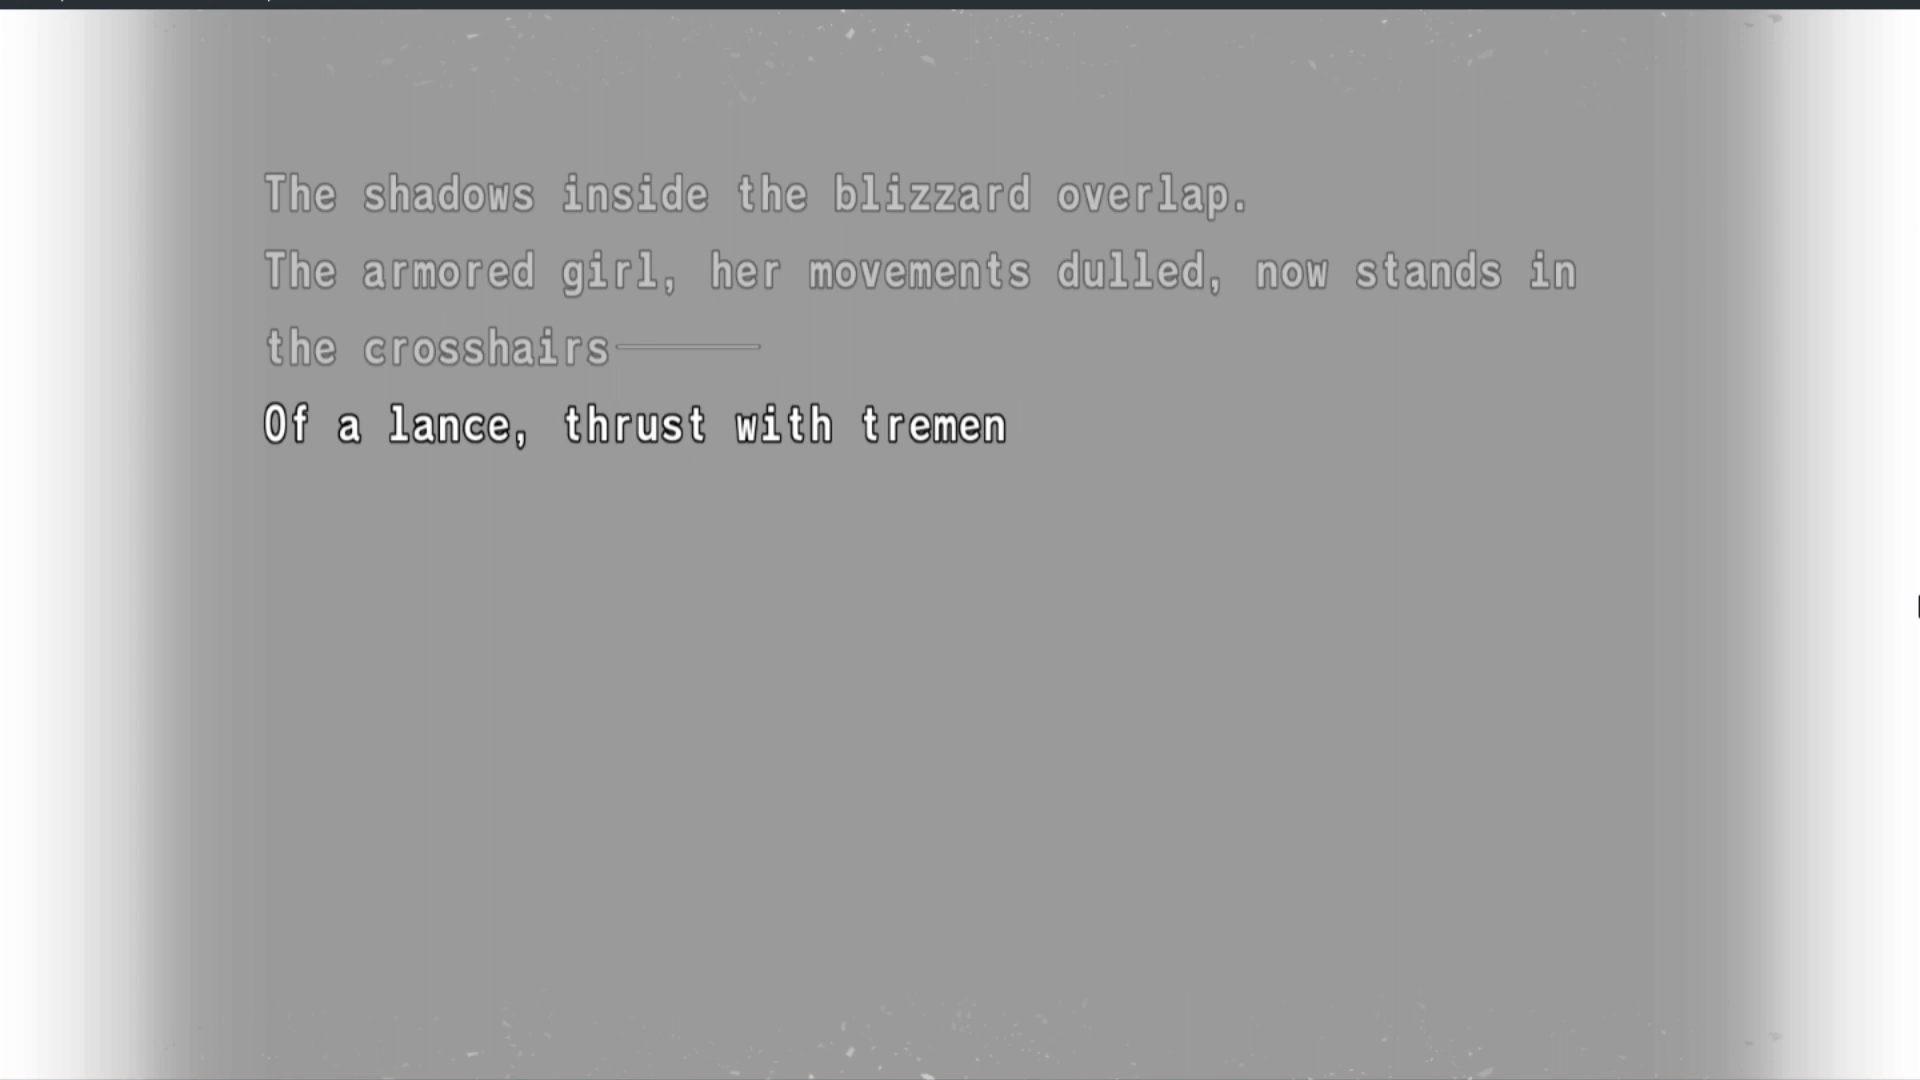 The shadows inside the blizzard overlap.
The armored girl, her movements dulled, now stands in
the crosshairs———
Of a lance, thrust with tremen